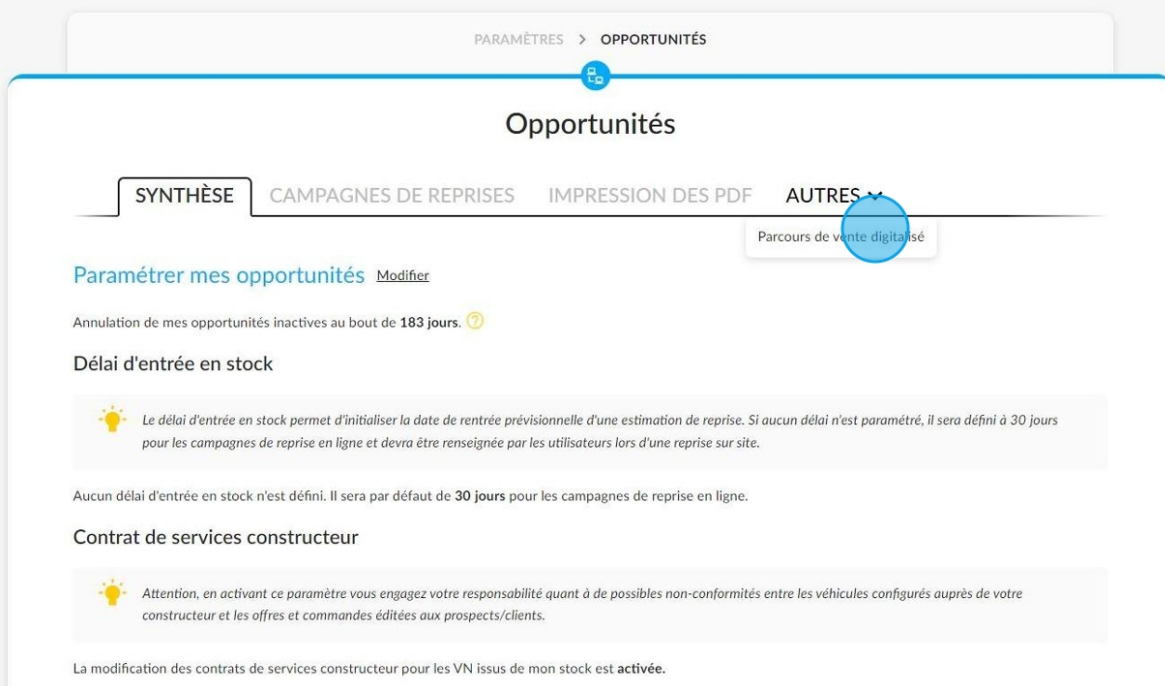 PARAMÈTRES > OPPORTUNITÉS
Opportunités
SYNTHÈSE CAMPAGNES DE REPRISES IMPRESSION DES PDF AUTRES
Parcours de vente digitalisé
Paramétrer mes opportunités Modifier
Annulation de mes opportunités inactives au bout de 183 jours. ?
Délai d'entrée en stock
Le délai d'entrée en stock permet d'initialiser la date de rentrée prévisionnelle d'une estimation de reprise. Si aucun délai n'est paramétré, il sera défini à 30 jours
pour les campagnes de reprise en ligne et devra être renseignée par les utilisateurs lors d'une reprise sur site.
Aucun délai d'entrée en stock n'est défini. Il sera par défaut de 30 jours pour les campagnes de reprise en ligne.
Contrat de services constructeur
Attention, en activant ce paramètre vous engagez votre responsabilité quant à de possibles non-conformités entre les véhicules configurés auprès de votre
constructeur et les offres et commandes éditées aux prospects/clients.
La modification des contrats de services constructeur pour les VN issus de mon stock est activée.